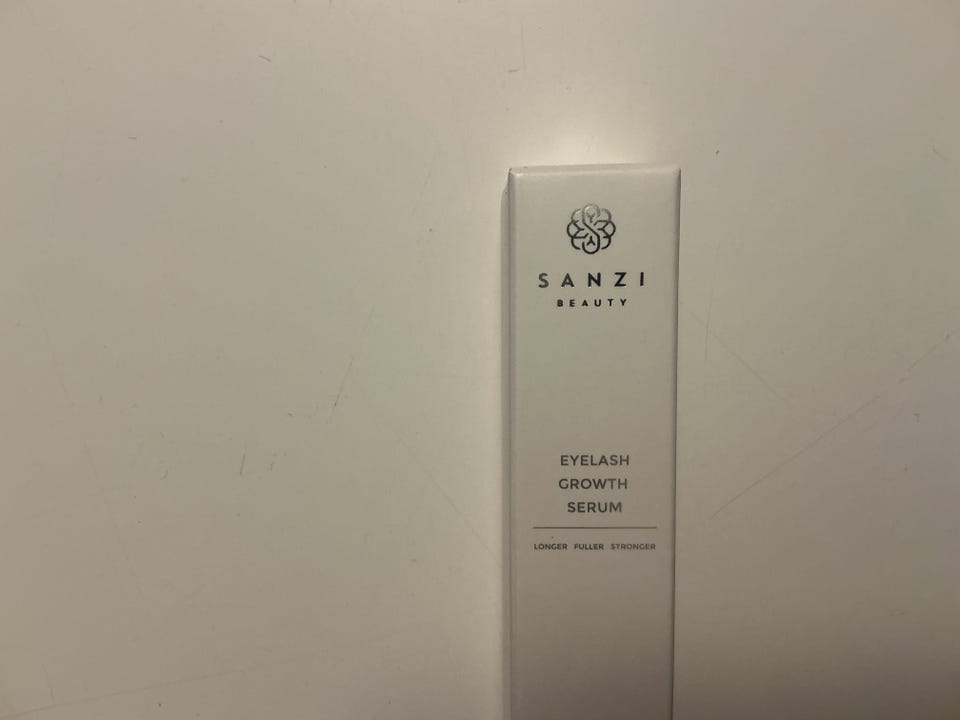 SANZI
BEAUTY
EYELASH
GROWTH
SERUM
LONGER FULLER STRONGER